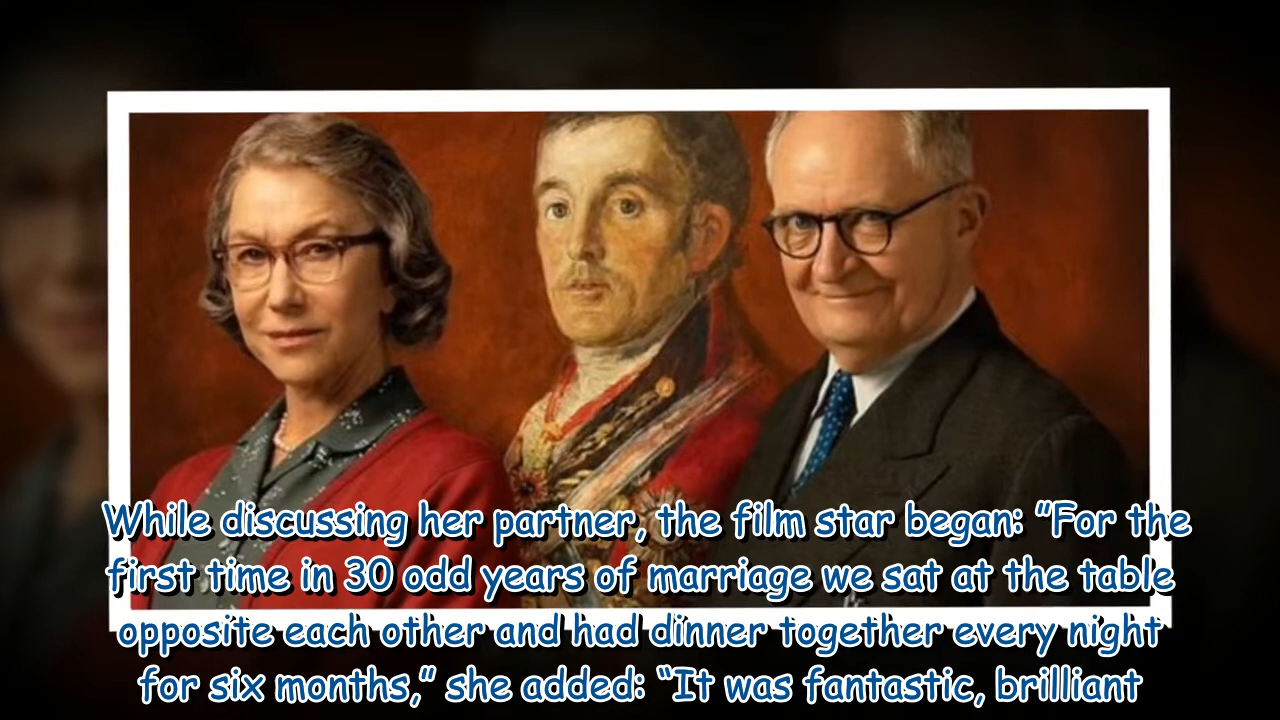 While discussing her partner, the film star began: “For the
first time in 30 odd years of marriage we sat at the table
opposite each other and had dinner together every night
for six months,” she added: “It was fantastic, brilliant